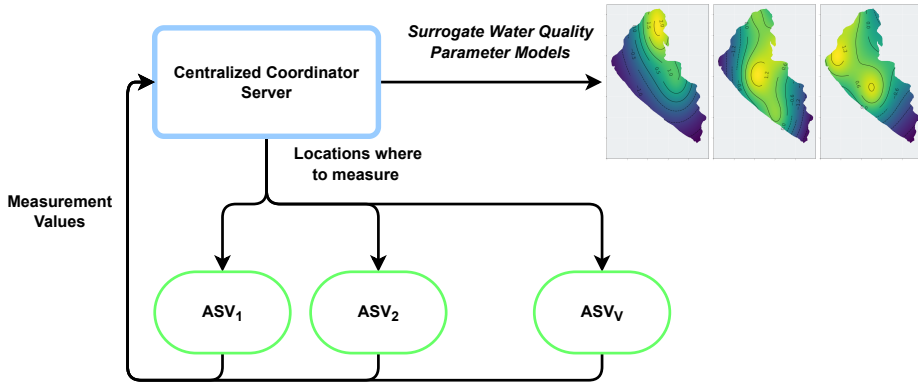 Surrogate Water Quality
Parameter Models
Centralized Coordinator
Server
Locations where
to measure
Measurement
Values
ASV1
ASV2
ASVV